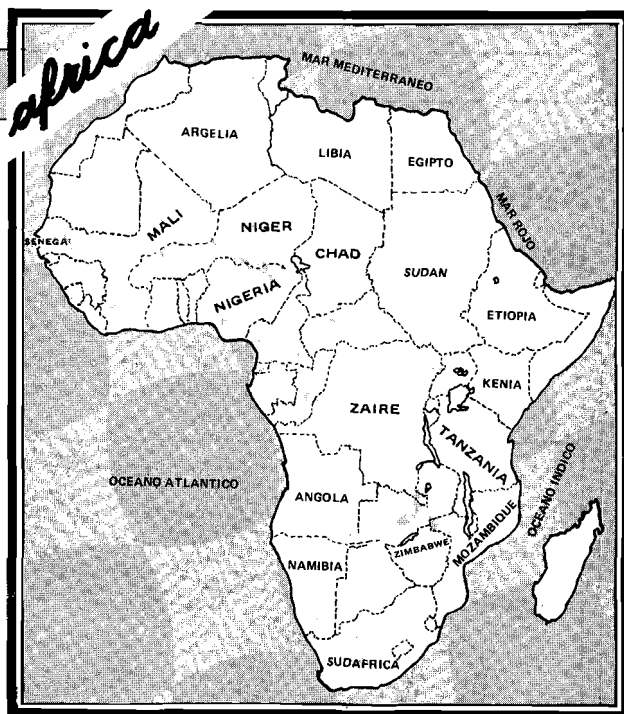 africa
MAR MEDITERRANEO
ARGELIA
LIBIA
EGIPTO
MAR ROJO
MALI
NIGER
SENEGAL
CHAD
SUDAN
NIGERIA
ETIOPIA
KENIA
ZAIRE
TANZANIA
OCEANO ATLANTICO
OCEANO INDICO
ANGOLA
MOZAMBIQUE
ZIMBABWE
NAMIBIA
SUDAFRICA